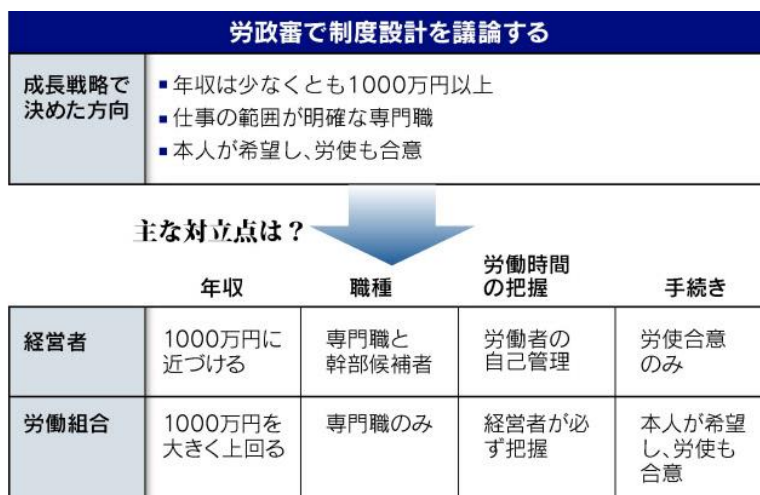 労政審で制度設計を議論する
成長戦略で
決めた方向
▪年収は少なくとも1000万円以上
▪仕事の範囲が明確な専門職
▪本人が希望し、労使も合意
主な対立点は？
年収
職種
労働時間
の把握
手続き
経営者
1000万円に
近づける
専門職と
幹部候補者
労働者の
自己管理
労使合意
のみ
労働組合
1000万円を
大きく上回る
専門職のみ
経営者が必
ず把握
本人が希望
し、労使も
合意